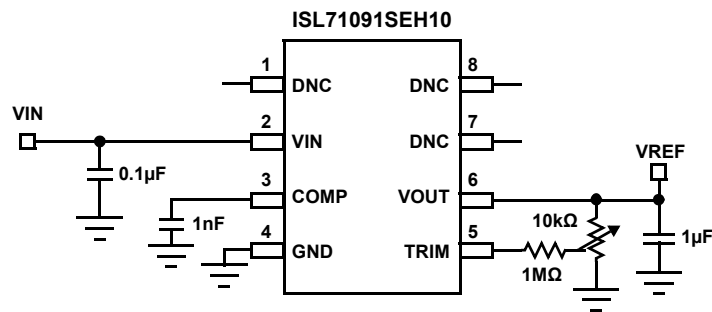 ISL71091SEH10
1
DNC
8
DNC
VIN
2
VIN
7
DNC
VREF
0.1µF
3
COMP
6
VOUT
1nF
10kΩ
4
GND
5
TRIM
1µF
1MΩ